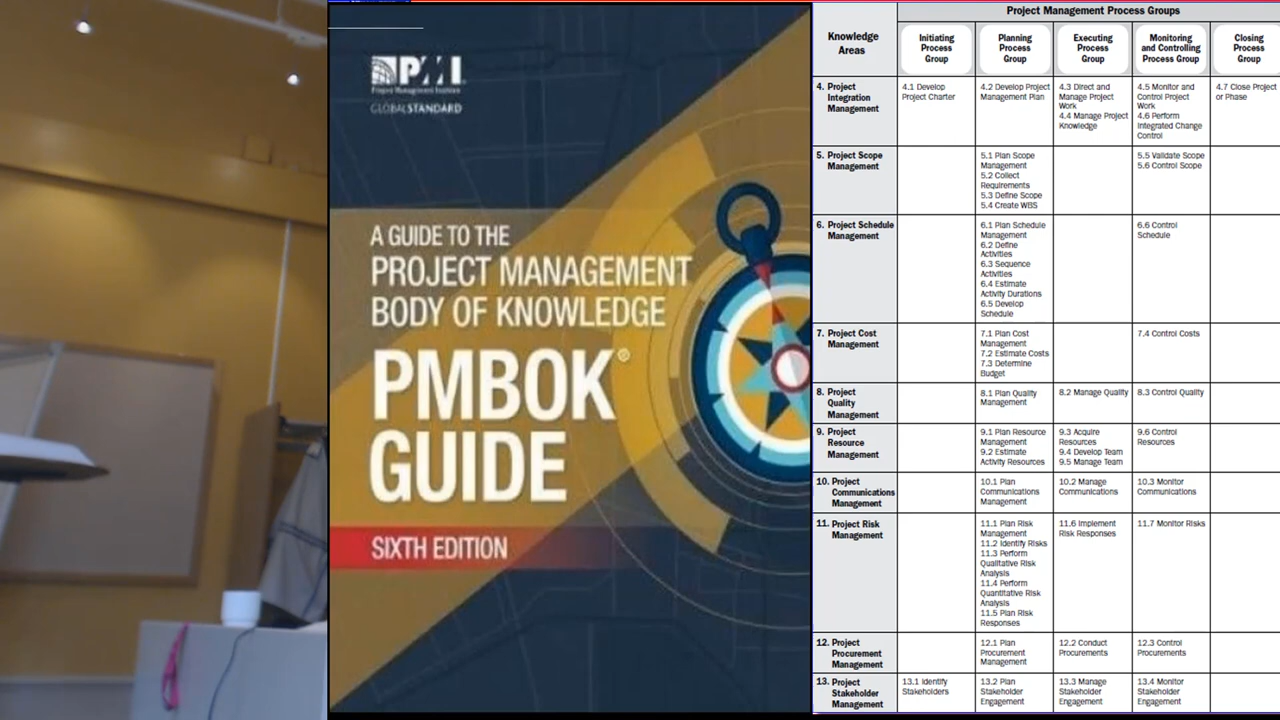 PMI
Project Management Institute
GLOBALSTANDARD
A GUIDE TO THE
PROJECT MANAGEMENT
BODY OF KNOWLEDGE
PMBOK®
GUIDE
SIXTH EDITION
Project Management Process Groups
Knowledge
Areas
Initiating
Process
Group
Planning
Process
Group
Executing
Process
Group
Monitoring
and Controlling
Process Group
Closing
Process
Group
4. Project
Integration
Management
4.1 Develop
Project Charter
4.2 Develop Project
Management Plan
4.3 Direct and
Manage Project
Work
4.4 Manage Project
Knowledge
4.5 Monitor and
Control Project
Work
4.6 Perform
Integrated Change
Control
4.7 Close Project
or Phase
5. Project Scope
Management
5.1 Plan Scope
Management
5.2 Collect
Requirements
5.3 Define Scope
5.4 Create WBS
5.5 Validate Scope
5.6 Control Scope
6. Project Schedule
Management
6.1 Plan Schedule
Management
6.2 Define
Activities
6.3 Sequence
Activities
6.4 Estimate
Activity Durations
6.5 Develop
Schedule
6.6 Control
Schedule
7. Project Cost
Management
7.1 Plan Cost
Management
7.2 Estimate Costs
7.3 Determine
Budget
7.4 Control Costs
8. Project
Quality
Management
8.1 Plan Quality
Management
8.2 Manage Quality
8.3 Control Quality
9. Project
Resource
Management
9.1 Plan Resource
Management
9.2 Estimate
Activity Resources
9.3 Acquire
Resources
9.4 Develop Team
9.5 Manage Team
9.6 Control
Resources
10. Project
Communications
Management
10.1 Plan
Communications
Management
10.2 Manage
Communications
10.3 Monitor
Communications
11. Project Risk
Management
11.1 Plan Risk
Management
11.2 Identify Risks
11.3 Perform
Qualitative Risk
Analysis
11.4 Perform
Quantitative Risk
Analysis
11.5 Plan Risk
Responses
11.6 Implement
Risk Responses
11.7 Monitor Risks
12. Project
Procurement
Management
12.1 Plan
Procurement
Management
12.2 Conduct
Procurements
12.3 Control
Procurements
13. Project
Stakeholder
Management
13.1 Identify
Stakeholders
13.2 Plan
Stakeholder
Engagement
13.3 Manage
Stakeholder
Engagement
13.4 Monitor
Stakeholder
Engagement